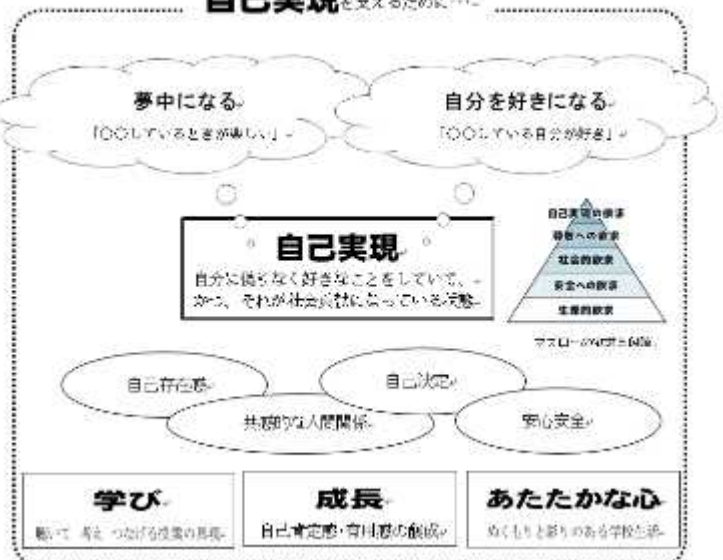 自己実現を支えるために…
夢中になる
「〇〇しているときが楽しい」
自分を好きになる
「〇〇している自分が好き」
自己実現
自分に偽りなく好きなことをしていて、
かつ、それが社会貢献になっている状態
自己実現の欲求
尊敬への欲求
社会的欲求
安全への欲求
生理的欲求
マズローの欲求5段階
自己存在感
自己決定
共感的な人間関係
安心安全
学び
聴いて 考え つなげる授業の実現
成長
自己肯定感・有用感の醸成
あたたかな心
ぬくもりと彩りのある学校生活